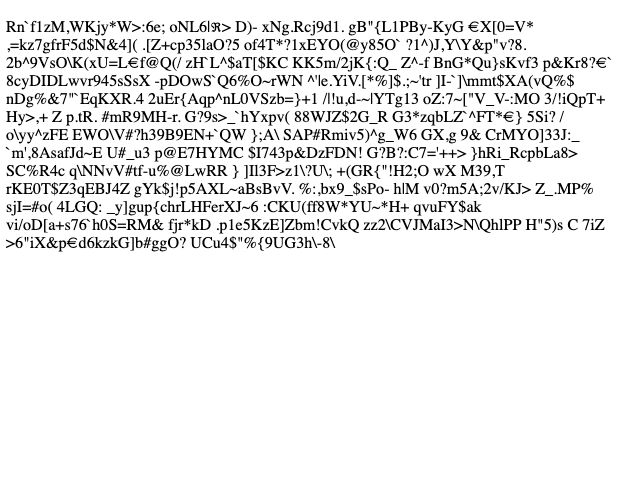 Rn`f1zM,WKjy*W>:6e; oNL6|ℜ> D)- xNg.Rcj9d1. gB"{L1PBy-KyG €X[0=V*
,=kz7gfrF5d$N&4]( .[Z+cp35laO?5 of4T*?1xEYO(@y85O` ?1^)J,Y\Y&p"v?8.
2b^9VsO\K(xU=L€f@Q(/ zH`L^$aT[$KC KK5m/2jK{:Q_ Z^-f BnG*Qu}sKvf3 p&Kr8?€`
8cyDIDLwvr945sSsX -pDOwS`Q6%O~rWN ^'|e.YiV.[*%]$.;~'tr ]I-`]\mmt$XA(vQ%$
nDg%&7"`EqKXR.4 2uEr{Aqp^nL0VSzb=}+1 /l!u,d-~|YTg13 oZ:7~["V_V-:MO 3/!iQpT+
Hy>,+ Z p.tR. #mR9MH-r. G?9s>_`hYxpv( 88WJZ$2G_R G3*zqbLZ`^FT*€} 5Si? /
o\yy^zFE EWO\V#?h39B9EN+`QW };A\ SAP#Rmiv5)^g_W6 GX,g 9& CrMYO]33J:_
`m',8AsafJd~E U#_u3 p@E7HYMC $I743p&DzFDN! G?B?:C7='++> }hRi_RcpbLa8>
SC%R4c q\NNvV#tf-u%@LwRR } ]Il3F>z1\?U\; +(GR{"!H2;O wX M39,T
rKE0T$Z3qEBJ4Z gYk$j!p5AXL~aBsBvV. %:,bx9_$sPo- h|M v0?m5A;2v/KJ> Z_.MP%
sjI=#o( 4LGQ: _y]gup{chrLHFerXJ~6 :CKU(ff8W*YU~*H+ qvuFY$ak
vi/oD[a+s76`h0S=RM& fjr*kD .p1e5KzE]Zbm!CvkQ zz2\CVJMaI3>N\QhlPP H"5)s C 7iZ
>6"iX&p€d6kzkG]b#ggO? UCu4$"%{9UG3h\-8\